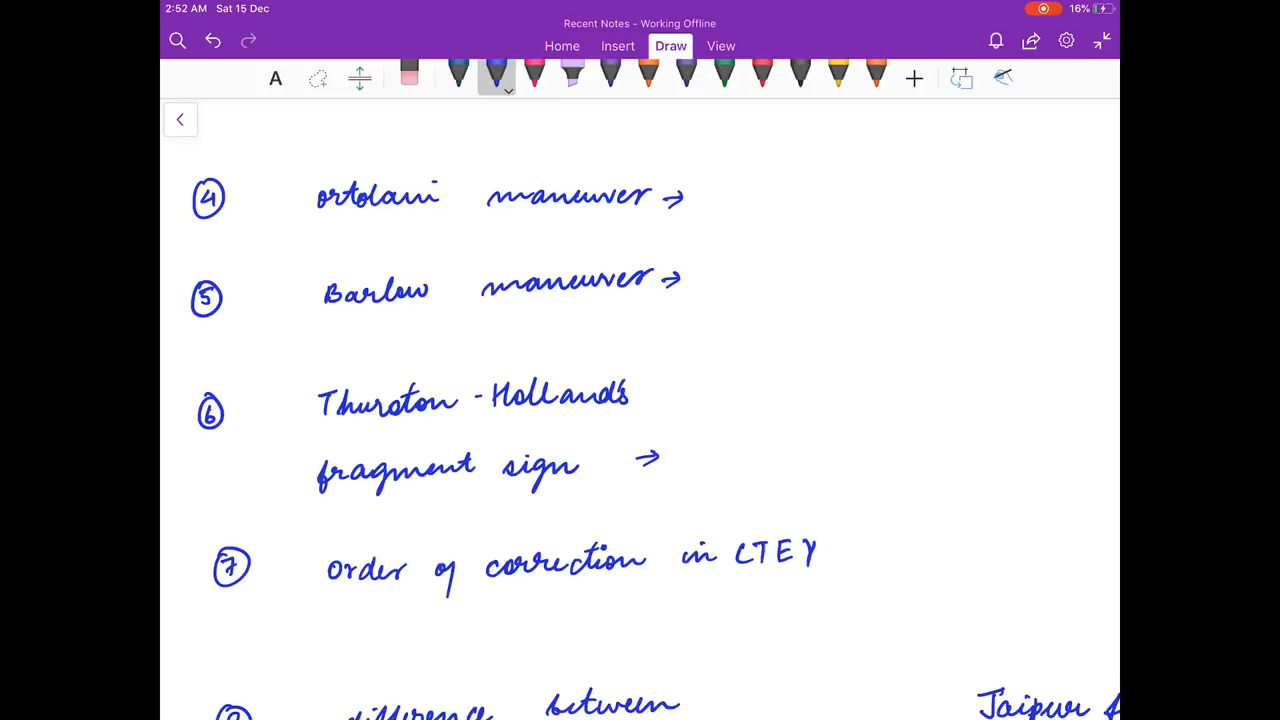 2:52 AM Sat 15 Dec
16%
Recent Notes - Working Offline
Home Insert Draw View
A
4 ortolani maneuver →
5 Barlow maneuver →
6 Thurston - Holland's
fragment sign →
7 order of correction in CTEV
difference between Jaipur